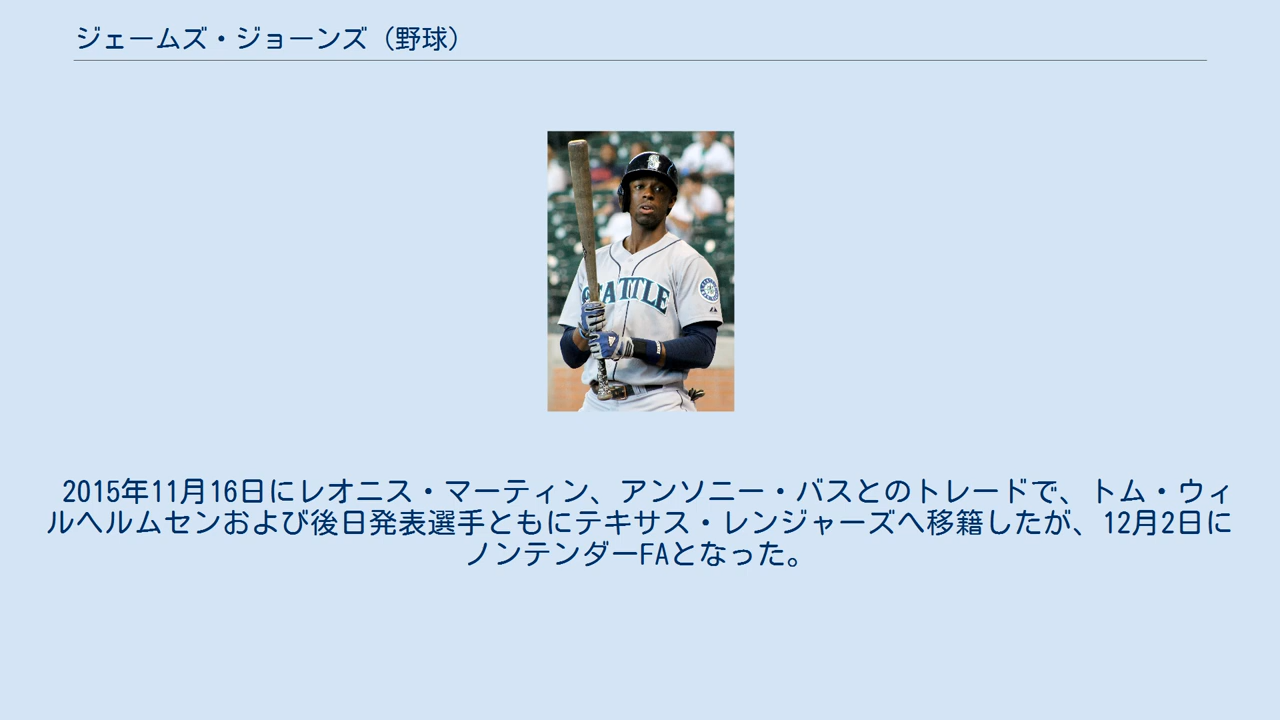 ジェームズ・ジョーンズ（野球）
SEATTLE
2015年11月16日にレオニス・マーティン、アンソニー・バスとのトレードで、トム・ウィ
ルヘルムセンおよび後日発表選手ともにテキサス・レンジャーズへ移籍したが、12月2日に
ノンテンダーFAとなった。